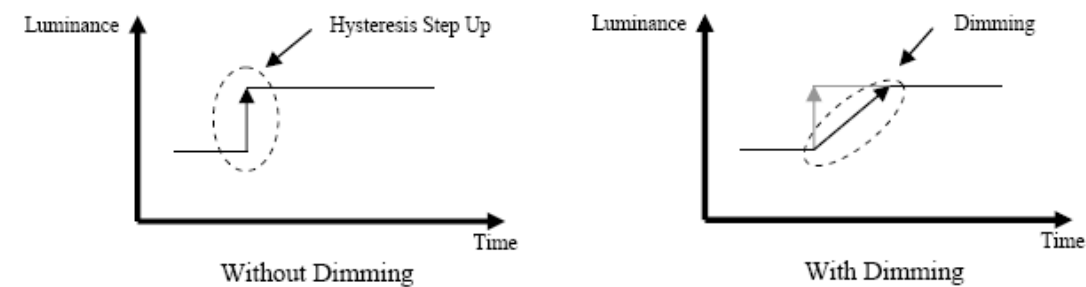 Luminance
Hysteresis Step Up
Time
Without Dimming
Luminance
Dimming
Time
With Dimming